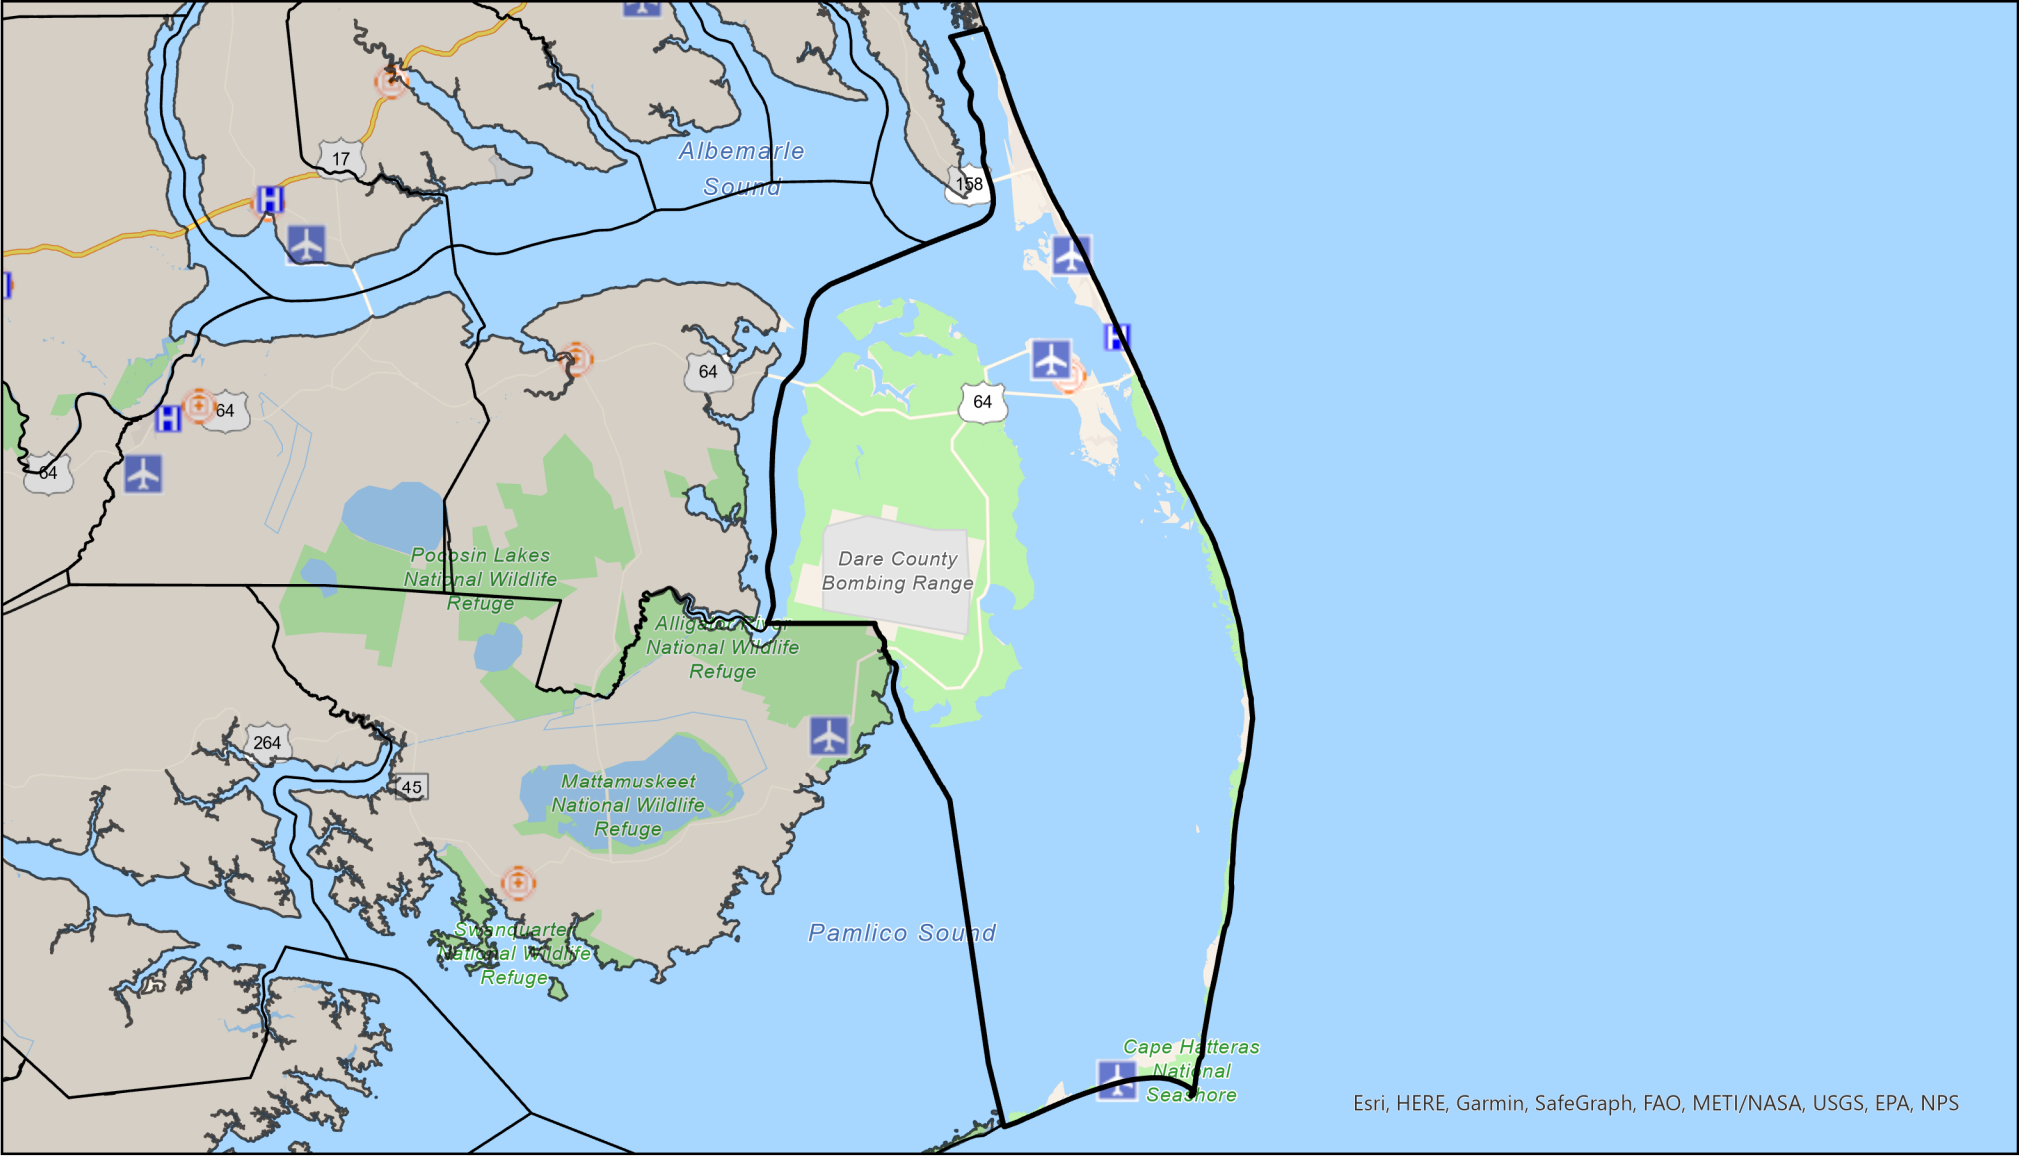 Albemarle
Sound
17
158
H
H
64
64
64
H
64
Dare County
Bombing Range
Pocosin Lakes
National Wildlife
Refuge
Alligator River
National Wildlife
Refuge
264
45
Mattamuskeet
National Wildlife
Refuge
Swanquarter
National Wildlife
Refuge
Pamlico Sound
Cape Hatteras
National
Seashore
Esri, HERE, Garmin, SafeGraph, FAO, METI/NASA, USGS, EPA, NPS